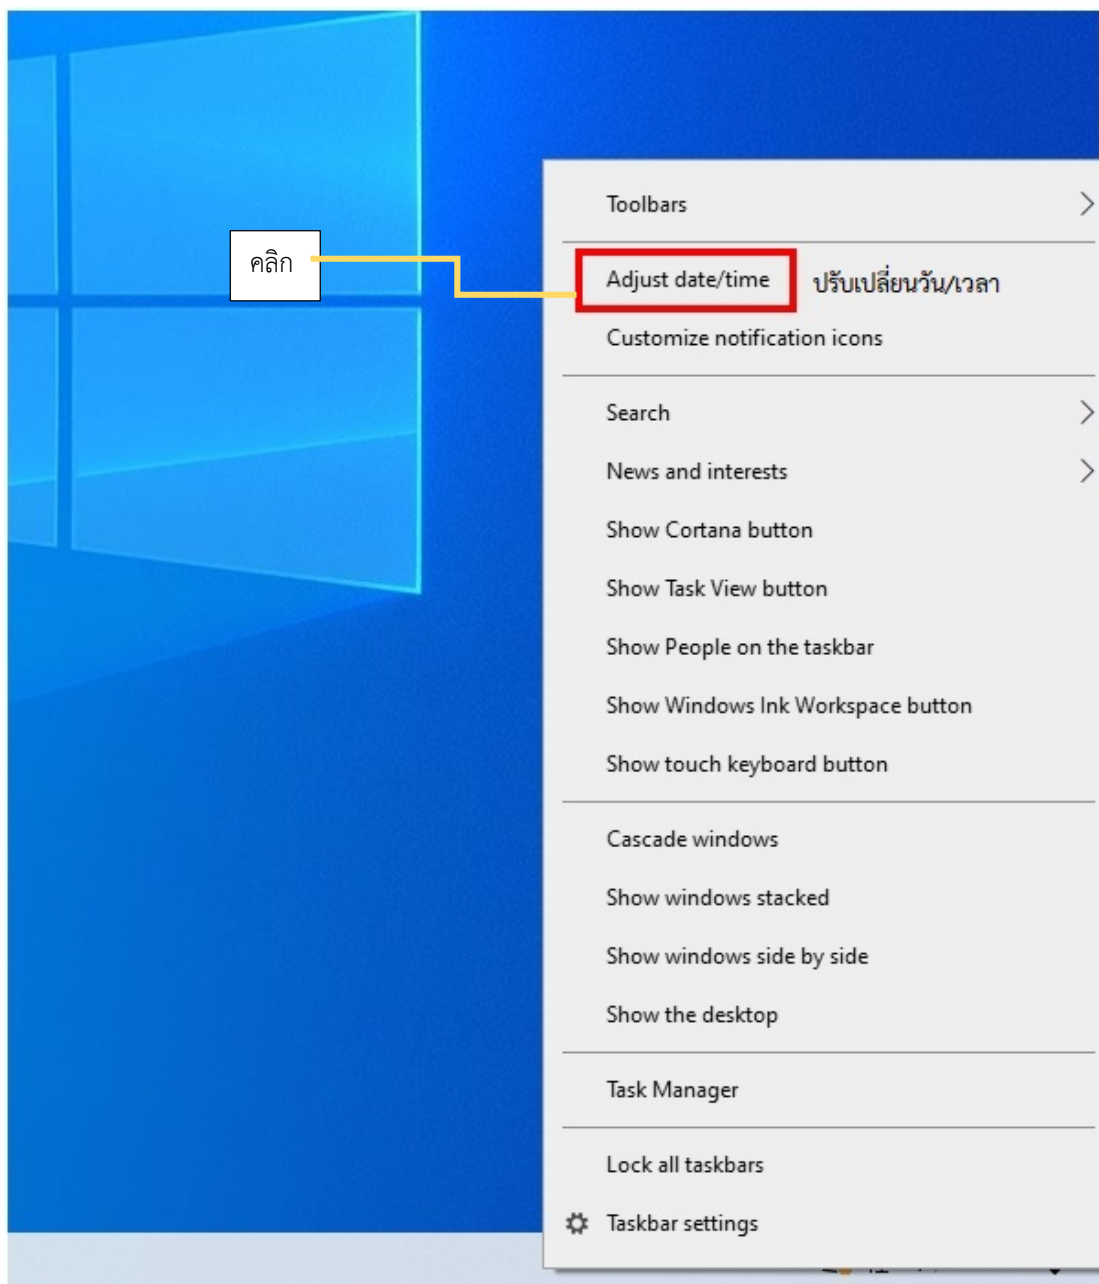 Toolbars
คลิก
Adjust date/time ปรับเปลี่ยนวัน/เวลา
Customize notification icons
Search
News and interests
Show Cortana button
Show Task View button
Show People on the taskbar
Show Windows Ink Workspace button
Show touch keyboard button
Cascade windows
Show windows stacked
Show windows side by side
Show the desktop
Task Manager
Lock all taskbars
Taskbar settings